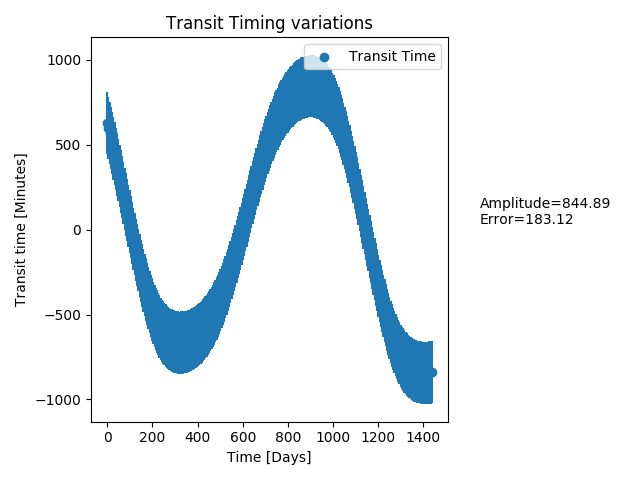 Transit Timing variations
Transit Time
Transit time [Minutes]
1000
500
0
−500
−1000
0 200 400 600 800 1000 1200 1400
Time [Days]
Amplitude=844.89
Error=183.12